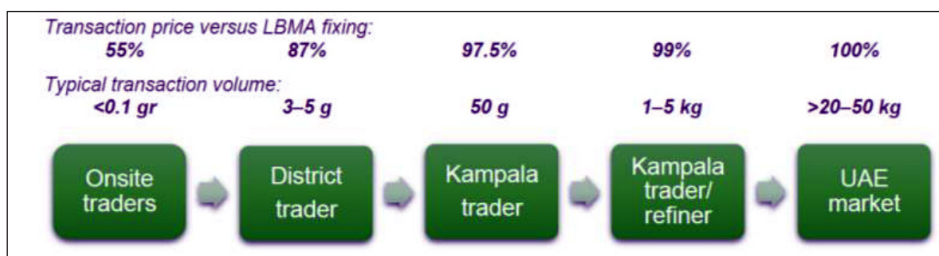 Transaction price versus LBMA fixing:
55% 87% 97.5% 99% 100%
Typical transaction volume:
<0.1 gr 3–5 g 50 g 1–5 kg >20–50 kg
Onsite
traders
District
trader
Kampala
trader
Kampala
trader/
refiner
UAE
market